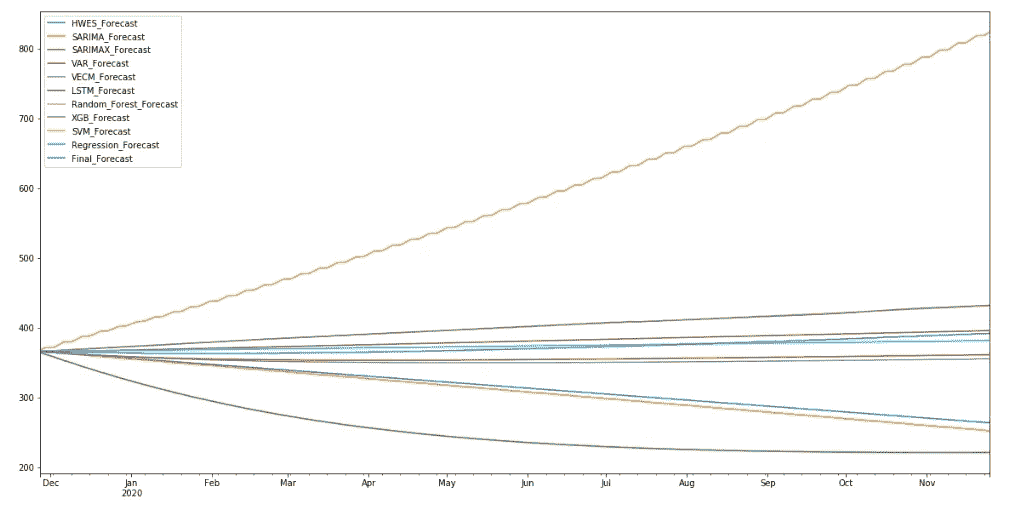 HWES_Forecast
SARIMA_Forecast
SARIMAX_Forecast
VAR_Forecast
VECM_Forecast
LSTM_Forecast
Random_Forest_Forecast
XGB_Forecast
SVM_Forecast
Regression_Forecast
Final_Forecast
800
700
600
500
400
300
200
Dec Jan Feb Mar Apr May Jun Jul Aug Sep Oct Nov
2020